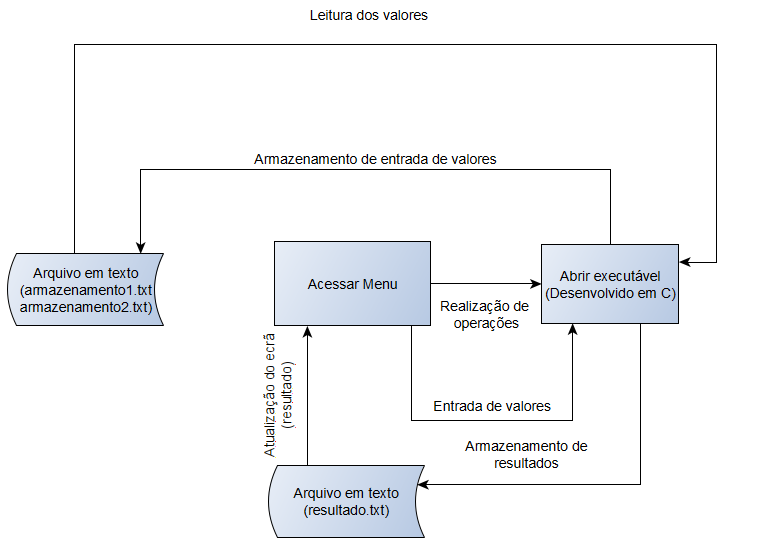 Leitura dos valores
Armazenamento de entrada de valores
Arquivo em texto
(armazenamento1.txt
armazenamento2.txt)
Acessar Menu
Abrir executável
(Desenvolvido em C)
Realização de
operações
Atualização do ecrã
(resultado)
Entrada de valores
Armazenamento de
resultados
Arquivo em texto
(resultado.txt)